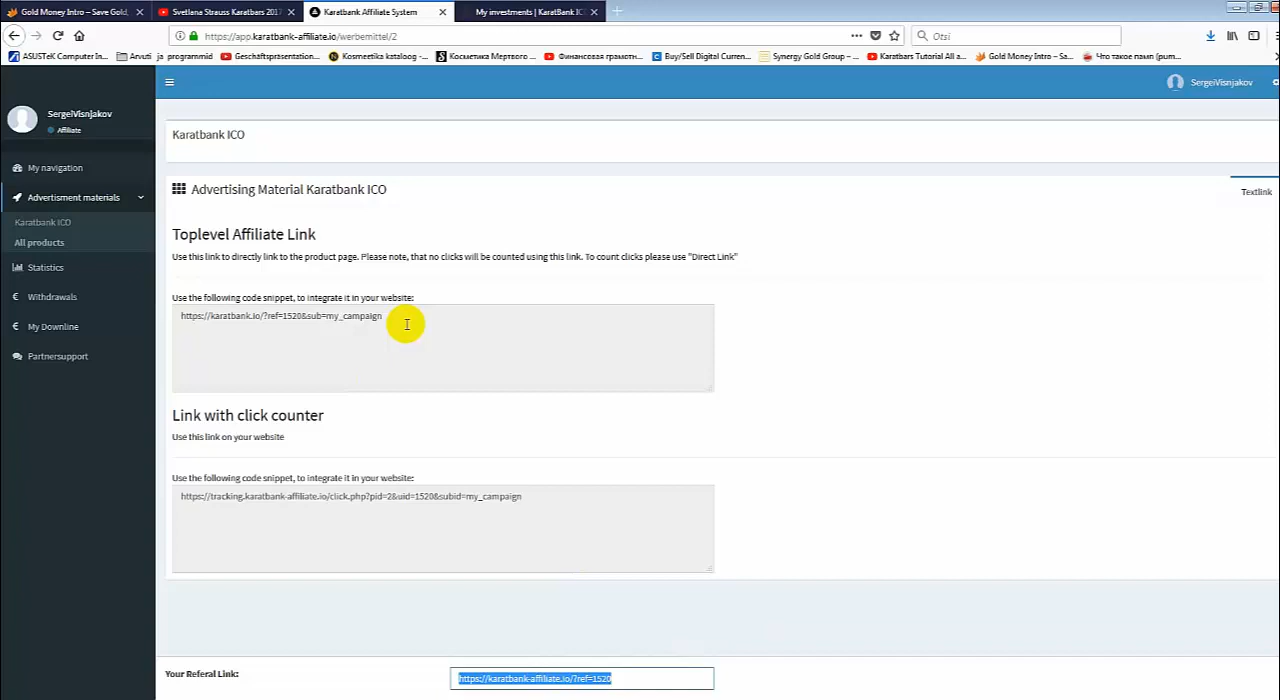 Gold Money Intro – Save Gold,
Svetlana Strauss Karatbars 2017
Karatbank Affiliate System
My investments | KaratBank IC
https://app.karatbank-affiliate.io/werbemittel/2
Otsi
ASUSTeK Computer In...
Arvuti ja programmid
Geschäftspräsentation...
Kosmeetika kataloog -...
Косметика Мертвого ...
Финансовая грамотн...
Buy/Sell Digital Curren...
Synergy Gold Group – ...
Karatbars Tutorial All a...
Gold Money Intro – Sa...
Что такое памп (pum...
SergeiVisnjakov
SergeiVisnjakov
Affiliate
Karatbank ICO
My navigation
Advertisment materials
Advertising Material Karatbank ICO
Textlink
Karatbank ICO
All products
Statistics
Withdrawals
My Downline
Partnersupport
Toplevel Affiliate Link
Use this link to directly link to the product page. Please note, that no clicks will be counted using this link. To count clicks please use "Direct Link"
Use the following code snippet, to integrate it in your website:
https://karatbank.io/?ref=1520&sub=my_campaign
Link with click counter
Use this link on your website
Use the following code snippet, to integrate it in your website:
https://tracking.karatbank-affiliate.io/click.php?pid=2&uid=1520&subid=my_campaign
Your Referal Link:
https://karatbank-affiliate.io/?ref=1520